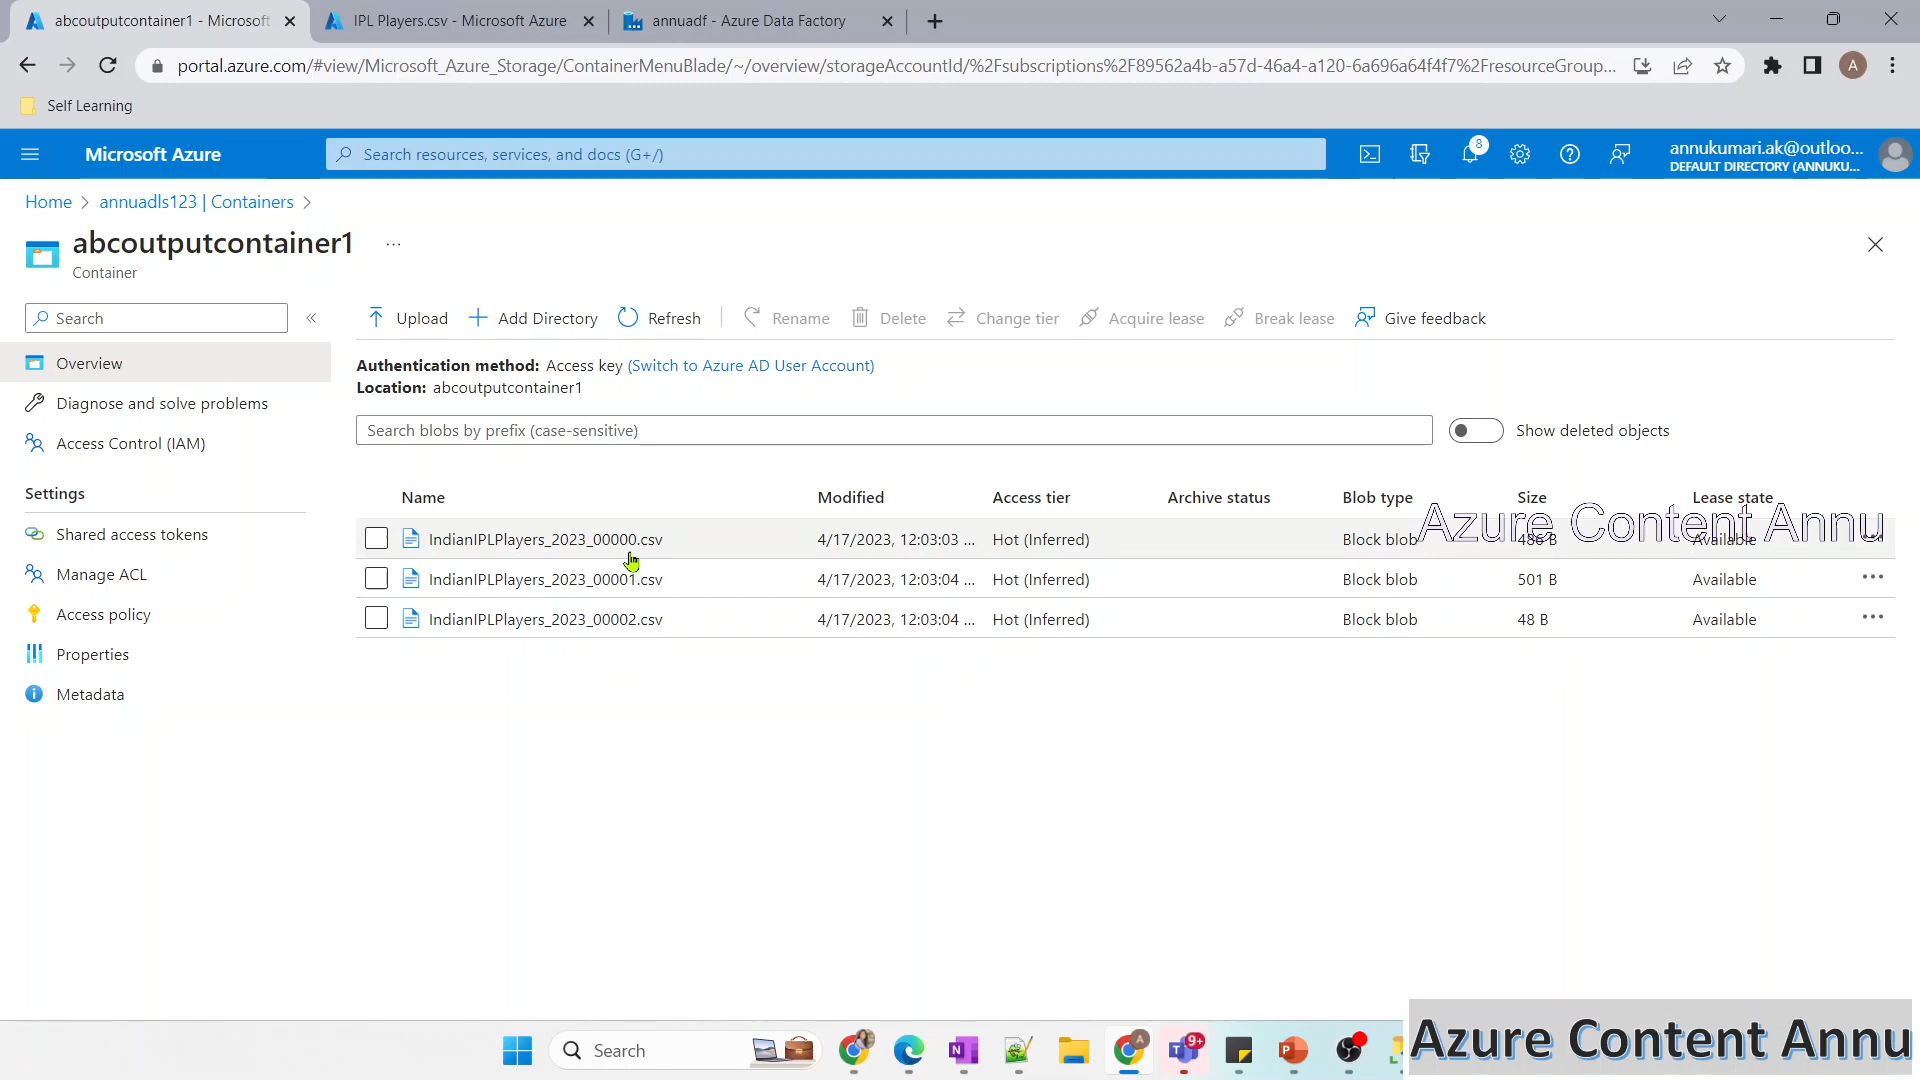 abcoutputcontainer1 - Microsoft
IPL Players.csv - Microsoft Azure
annuadf - Azure Data Factory
portal.azure.com/#view/Microsoft_Azure_Storage/ContainerMenuBlade/~/overview/storageAccountId/%2Fsubscriptions%2F89562a4b-a57d-46a4-a120-6a696a64f4f7%2FresourceGroup...
A
Self Learning
Microsoft Azure
Search resources, services, and docs (G+/)
8
annukumari.ak@outloo...
DEFAULT DIRECTORY (ANNUKU...
Home > annuadls123 | Containers >
abcoutputcontainer1 ...
Container
Search
«
Upload
Add Directory
Refresh
Rename
Delete
Change tier
Acquire lease
Break lease
Give feedback
Overview
Diagnose and solve problems
Access Control (IAM)
Settings
Shared access tokens
Manage ACL
Access policy
Properties
Metadata
Authentication method: Access key (Switch to Azure AD User Account)
Location: abcoutputcontainer1
Search blobs by prefix (case-sensitive)
Show deleted objects
Name Modified Access tier Archive status Blob type Size Lease state
Azure Content Annu
IndianIPLPlayers_2023_00000.csv 4/17/2023, 12:03:03 ... Hot (Inferred) Block blob 486 B Available ...
IndianIPLPlayers_2023_00001.csv 4/17/2023, 12:03:04 ... Hot (Inferred) Block blob 501 B Available ...
IndianIPLPlayers_2023_00002.csv 4/17/2023, 12:03:04 ... Hot (Inferred) Block blob 48 B Available ...
Search
N
A
9+
P
Azure Content Annu